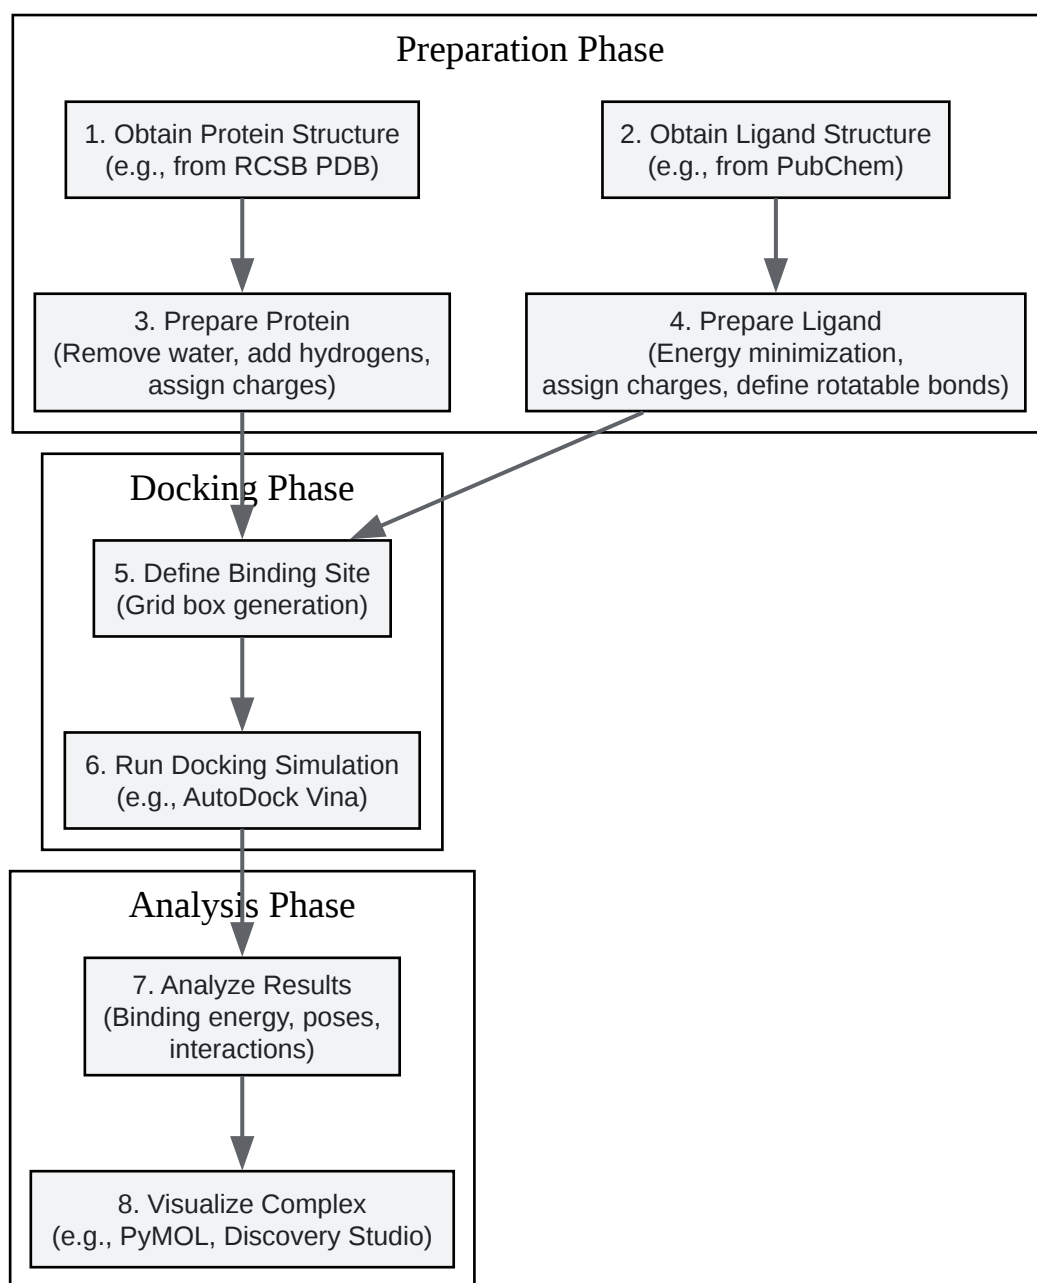 Preparation Phase
1. Obtain Protein Structure
(e.g., from RCSB PDB)
2. Obtain Ligand Structure
(e.g., from PubChem)
3. Prepare Protein
(Remove water, add hydrogens,
assign charges)
4. Prepare Ligand
(Energy minimization,
assign charges, define rotatable bonds)
Docking Phase
5. Define Binding Site
(Grid box generation)
6. Run Docking Simulation
(e.g., AutoDock Vina)
Analysis Phase
7. Analyze Results
(Binding energy, poses,
interactions)
8. Visualize Complex
(e.g., PyMOL, Discovery Studio)